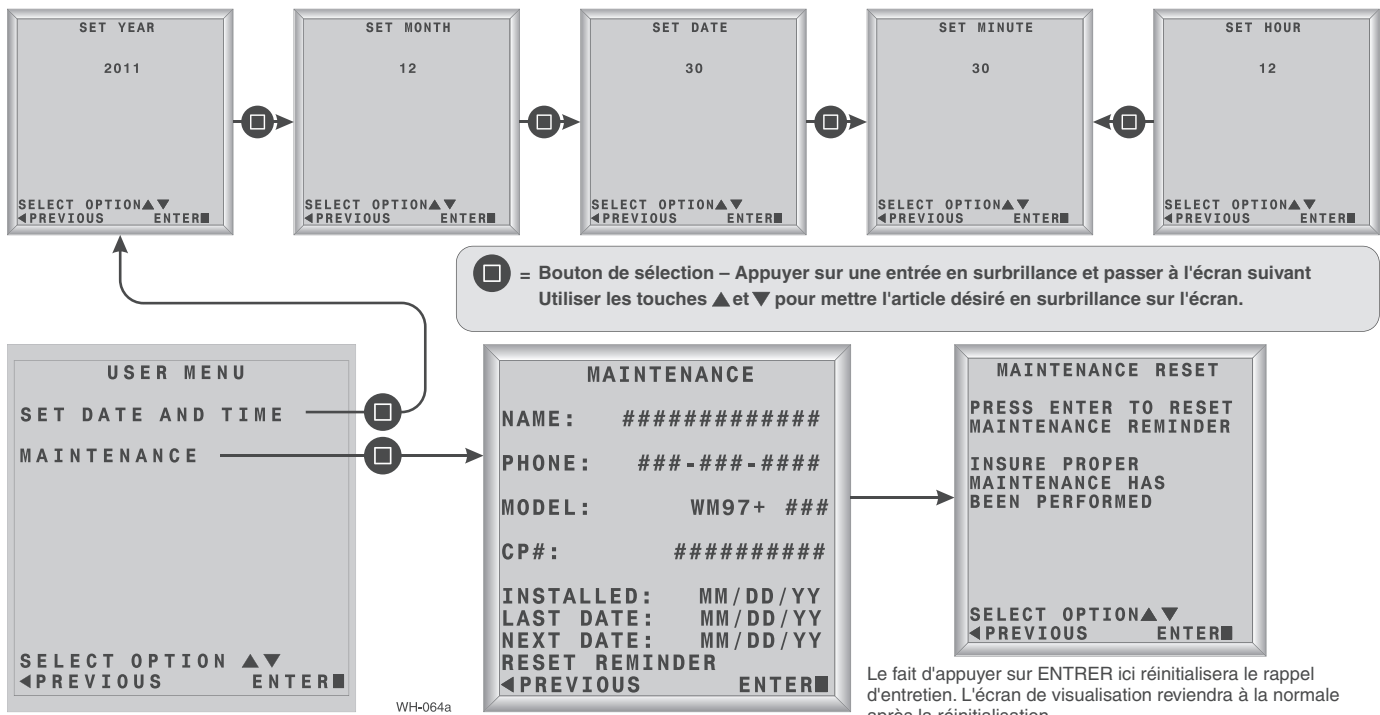 SET YEAR
2011
SELECT OPTION▲▼
◀PREVIOUS ENTER■
SET MONTH
12
SELECT OPTION▲▼
◀PREVIOUS ENTER■
SET DATE
30
SELECT OPTION▲▼
◀PREVIOUS ENTER■
SET MINUTE
30
SELECT OPTION▲▼
◀PREVIOUS ENTER■
SET HOUR
12
SELECT OPTION▲▼
◀PREVIOUS ENTER■
= Bouton de sélection – Appuyer sur une entrée en surbrillance et passer à l'écran suivant
Utiliser les touches ▲ et ▼ pour mettre l'article désiré en surbrillance sur l'écran.
USER MENU
SET DATE AND TIME
MAINTENANCE
SELECT OPTION ▲▼
◀PREVIOUS ENTER■
WH-064a
MAINTENANCE
NAME: #############
PHONE: ###-###-####
MODEL: WM97+ ###
CP#: ##########
INSTALLED: MM/DD/YY
LAST DATE: MM/DD/YY
NEXT DATE: MM/DD/YY
RESET REMINDER
◀PREVIOUS ENTER■
MAINTENANCE RESET
PRESS ENTER TO RESET
MAINTENANCE REMINDER
INSURE PROPER
MAINTENANCE HAS
BEEN PERFORMED
SELECT OPTION▲▼
◀PREVIOUS ENTER■
Le fait d'appuyer sur ENTRER ici réinitialisera le rappel
d'entretien. L'écran de visualisation reviendra à la normale
après la réinitialisation